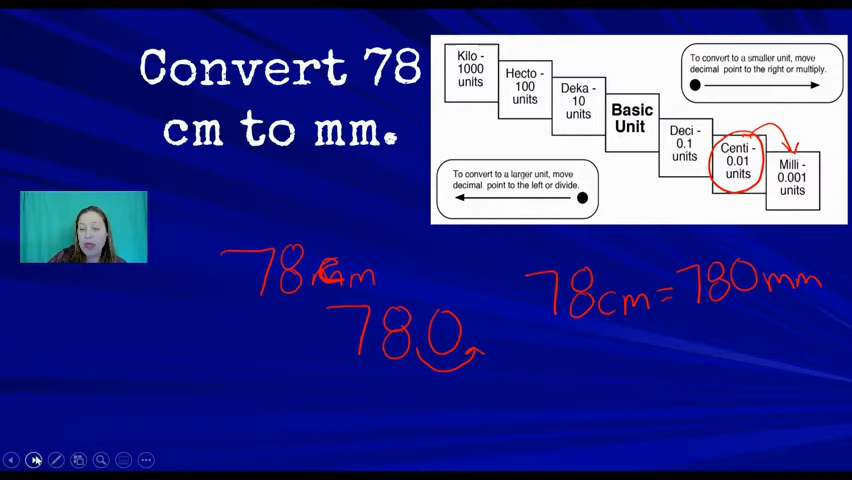 Convert 78
cm to mm.
Kilo -
1000
units
Hecto -
100
units
Deka -
10
units
Basic
Unit
Deci -
0.1
units
Centi -
0.01
units
Milli -
0.001
units
To convert to a smaller unit, move
decimal point to the right or multiply.
To convert to a larger unit, move
decimal point to the left or divide.
78 cm
780
78cm=780mm